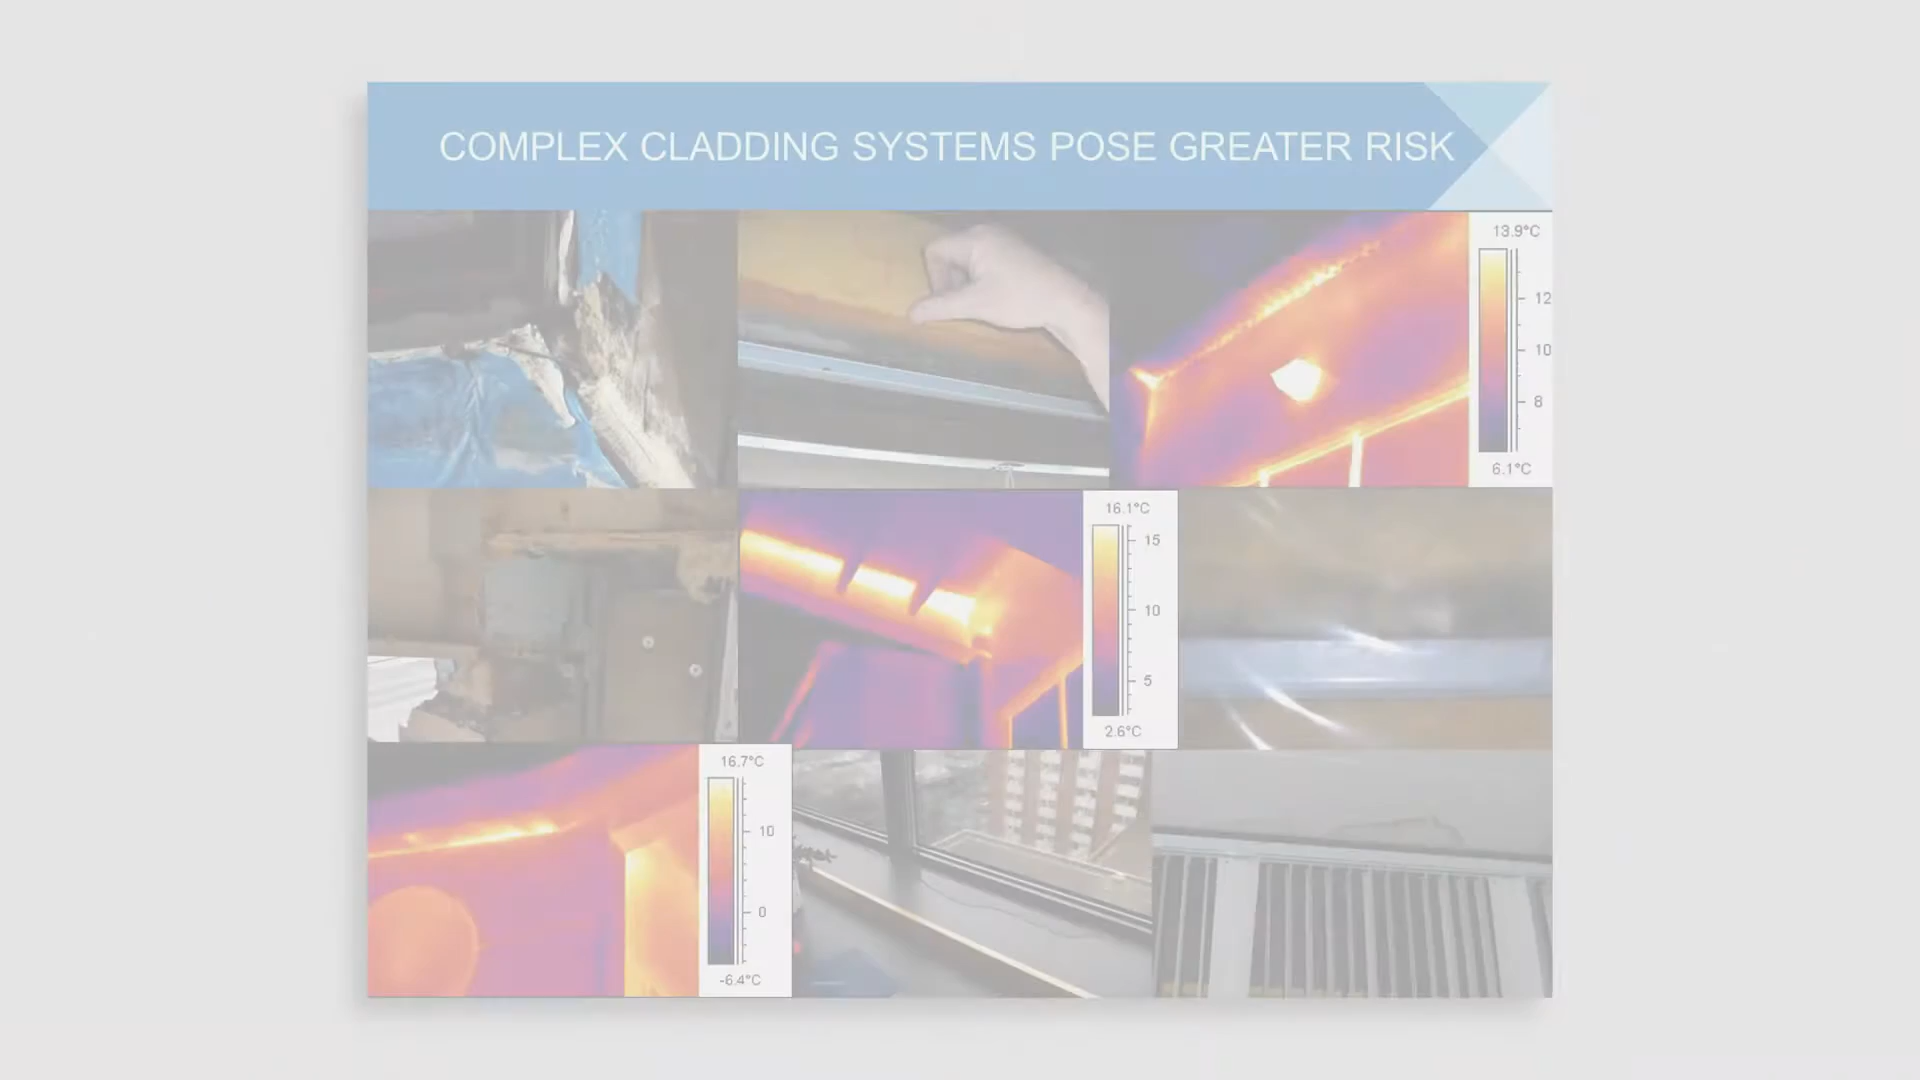 COMPLEX CLADDING SYSTEMS POSE GREATER RISK
13.9°C
12
10
8
6.1°C
16.1°C
15
10
5
2.6°C
16.7°C
10
0
-6.4°C